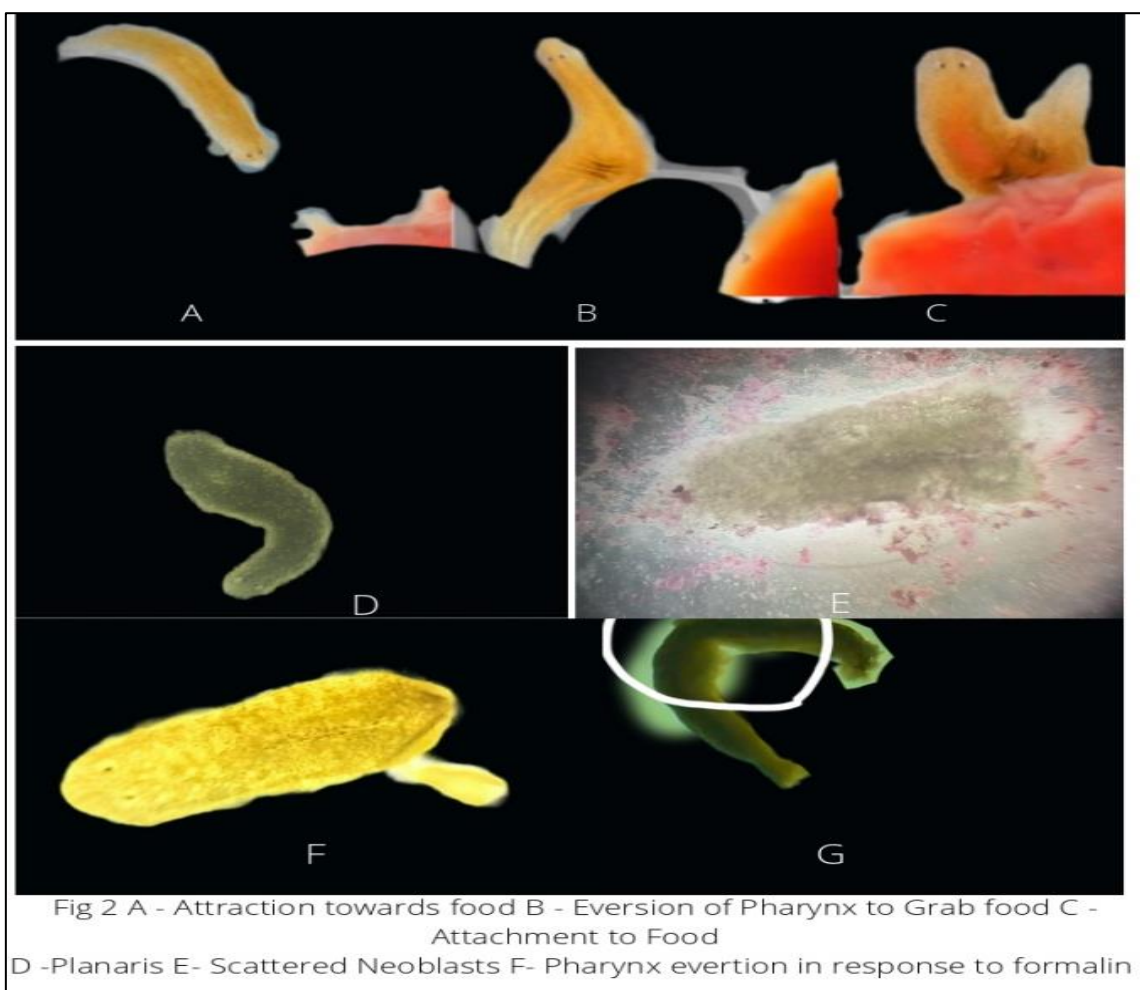 A B C
D E
F G
Fig 2 A - Attraction towards food B - Eversion of Pharynx to Grab food C -
Attachment to Food
D -Planaris E- Scattered Neoblasts F- Pharynx evertion in response to formalin